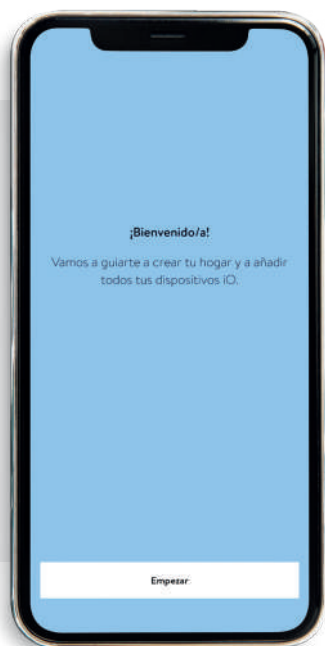 ¡Bienvenido/a!
Vamos a guiarte a crear tu hogar y a añadir
todos tus dispositivos iO.
Empezar